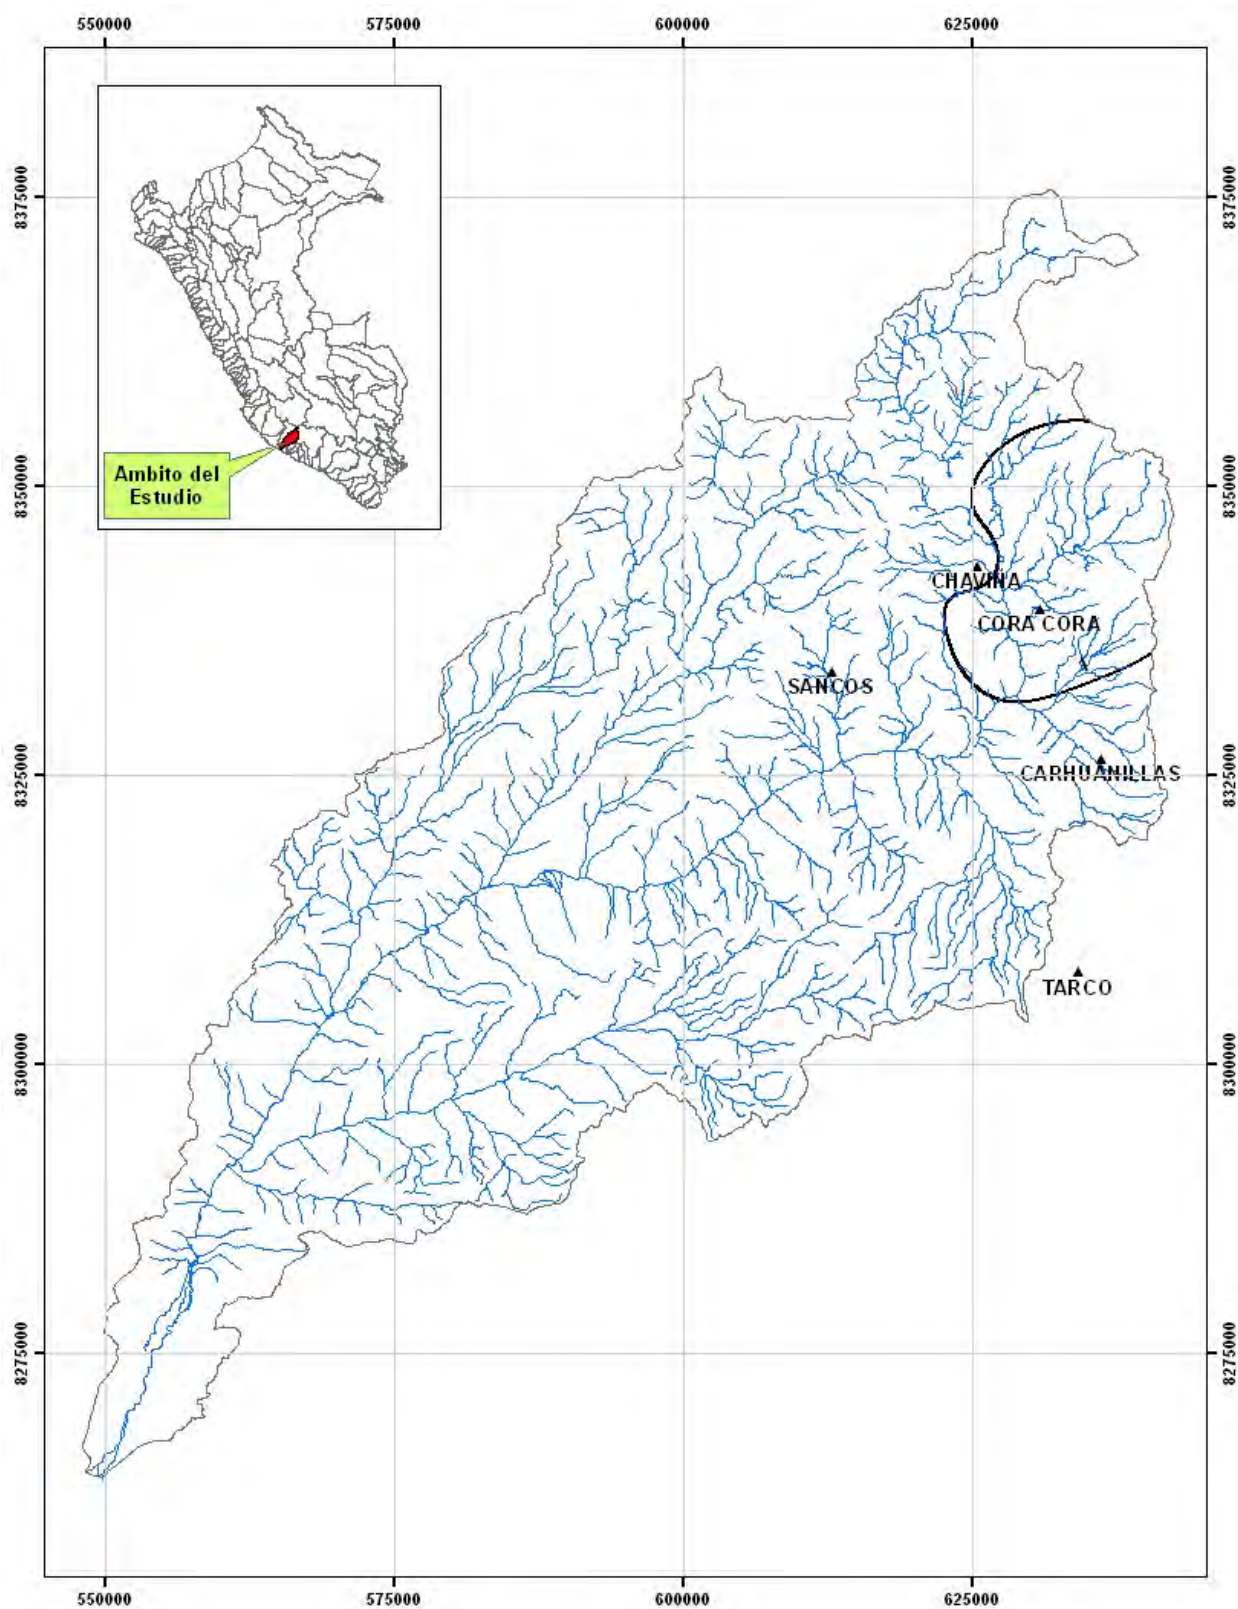 550000 575000 600000 625000
8375000 8375000
Ambito del
Estudio
8350000 8350000
CHAVIÑA
CORA CORA
SANCOS
8325000 CARHUANILLAS 8325000
TARCO
8300000 8300000
8275000 8275000
550000 575000 600000 625000